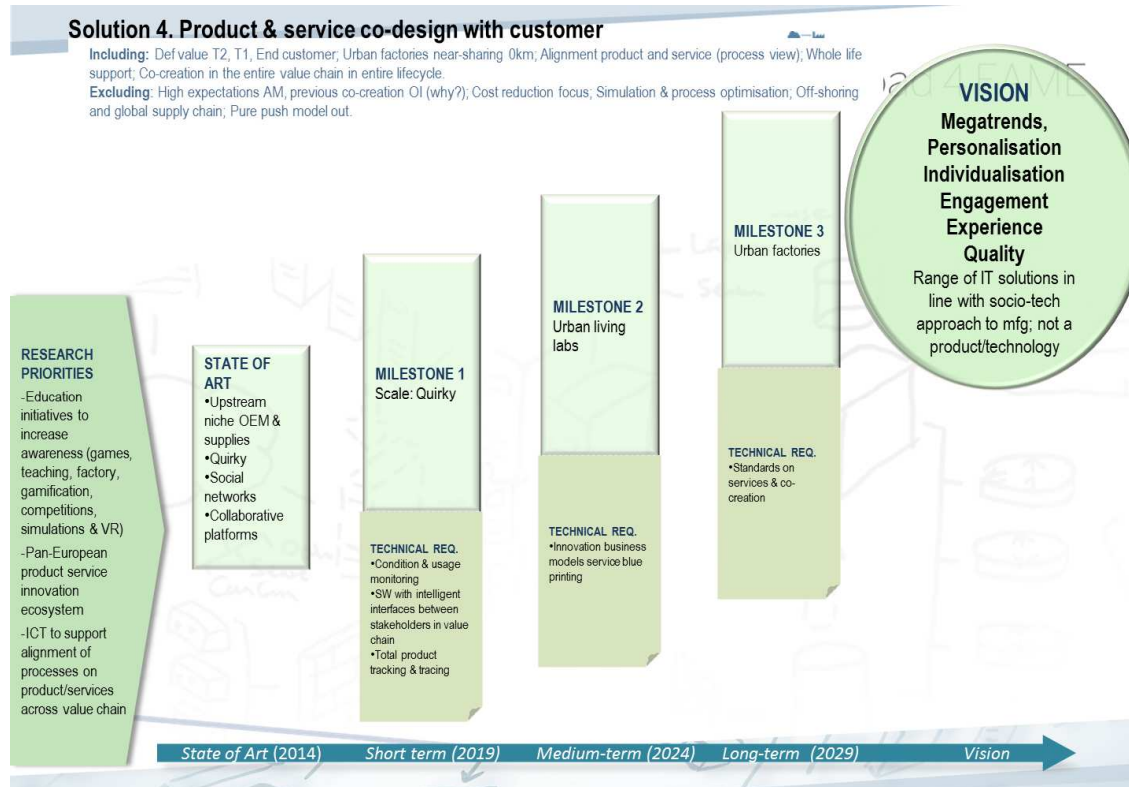 Solution 4. Product & service co-design with customer
Including: Def value T2, T1, End customer; Urban factories near-sharing 0km; Alignment product and service (process view); Whole life
support; Co-creation in the entire value chain in entire lifecycle.
Excluding: High expectations AM, previous co-creation OI (why?); Cost reduction focus; Simulation & process optimisation; Off-shoring
and global supply chain; Pure push model out.
RESEARCH
PRIORITIES
-Education
initiatives to
increase
awareness (games,
teaching, factory,
gamification,
competitions,
simulations & VR)
-Pan-European
product service
innovation
ecosystem
-ICT to support
alignment of
processes on
product/services
across value chain
STATE OF
ART
•Upstream
niche OEM &
supplies
•Quirky
•Social
networks
•Collaborative
platforms
MILESTONE 1
Scale: Quirky
TECHNICAL REQ.
•Condition & usage
monitoring
•SW with intelligent
interfaces between
stakeholders in value
chain
•Total product
tracking & tracing
MILESTONE 2
Urban living
labs
TECHNICAL REQ.
•Innovation business
models service blue
printing
MILESTONE 3
Urban factories
TECHNICAL REQ.
•Standards on
services & co-
creation
VISION
Megatrends,
Personalisation
Individualisation
Engagement
Experience
Quality
Range of IT solutions in
line with socio-tech
approach to mfg; not a
product/technology
State of Art (2014)
Short term (2019)
Medium-term (2024)
Long-term (2029)
Vision